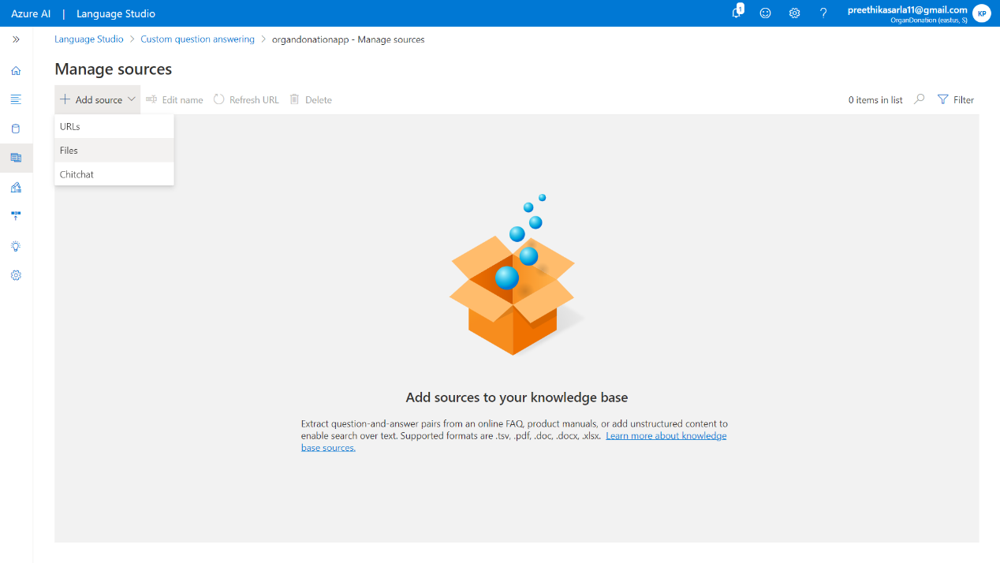 Azure AI | Language Studio
1
preethikasarla11@gmail.com
OrganDonation (eastus, S)
KP
Language Studio > Custom question answering > organdonationapp - Manage sources
Manage sources
Add source
Edit name
Refresh URL
Delete
0 items in list
Filter
URLs
Files
Chitchat
Add sources to your knowledge base
Extract question-and-answer pairs from an online FAQ, product manuals, or add unstructured content to
enable search over text. Supported formats are .tsv, .pdf, .doc, .docx, .xlsx. Learn more about knowledge
base sources.